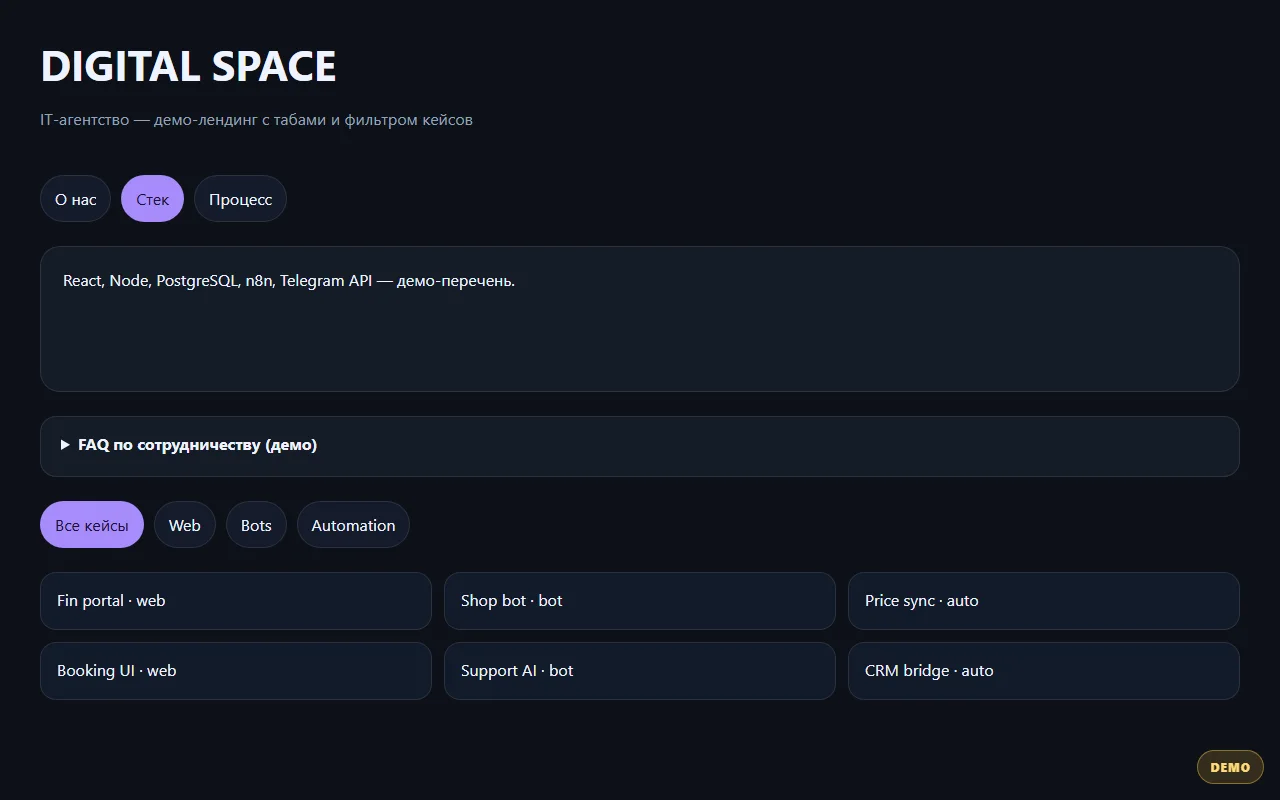 DIGITAL SPACE
IT-агентство — демо-лендинг с табами и фильтром кейсов
О нас Стек Процесс
React, Node, PostgreSQL, n8n, Telegram API — демо-перечень.
FAQ по сотрудничеству (демо)
Все кейсы Web Bots Automation
Fin portal · web Shop bot · bot Price sync · auto
Booking UI · web Support AI · bot CRM bridge · auto
DEMO